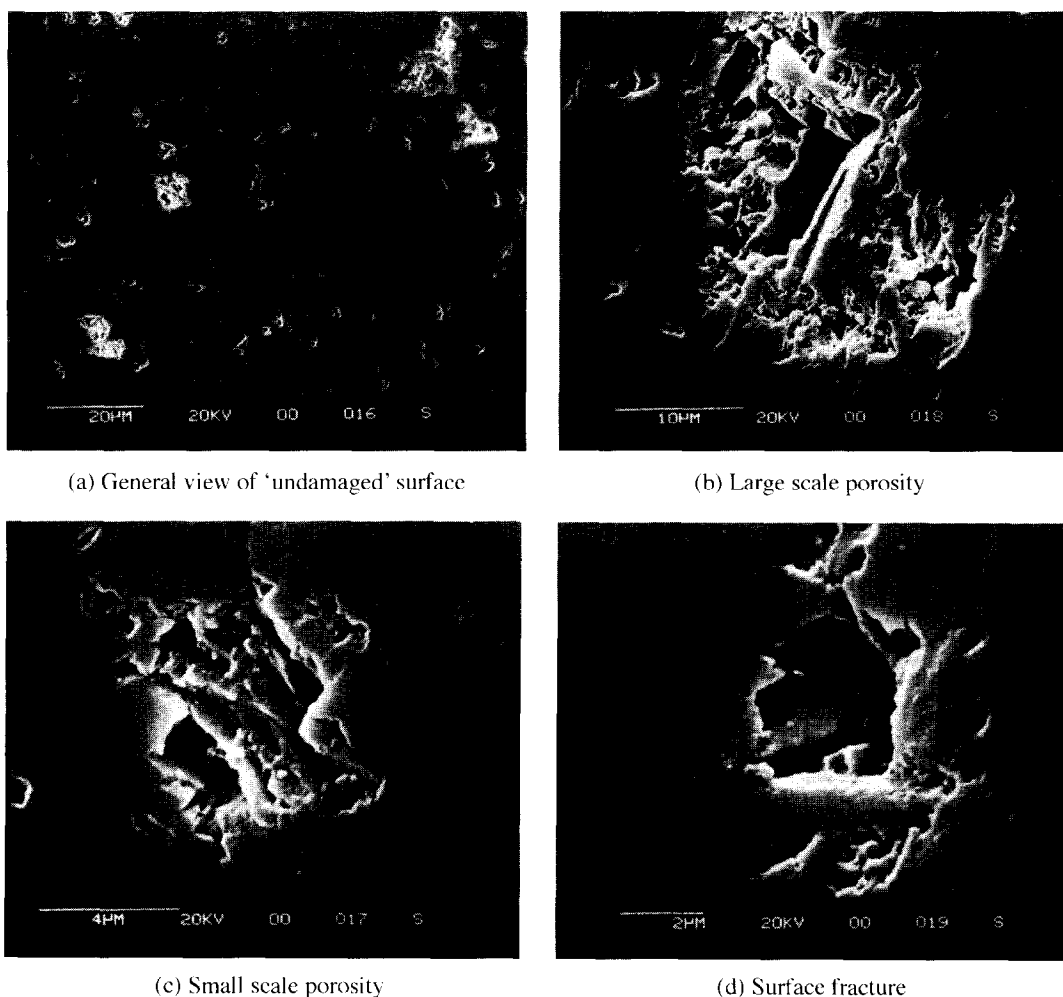 20µM 20KV 00 016 S
10µM 20KV 00 018 S
(a) General view of ‘undamaged’ surface
(b) Large scale porosity
4µM 20KV 00 017 S
2µM 20KV 00 019 S
(c) Small scale porosity
(d) Surface fracture